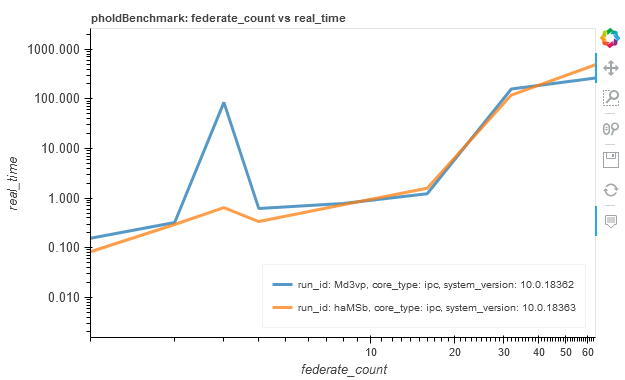 pholdBenchmark: federate_count vs real_time
1000.000
100.000
10.000
1.000
0.100
0.010
real_time
run_id: Md3vp, core_type: ipc, system_version: 10.0.18362
run_id: haMSb, core_type: ipc, system_version: 10.0.18363
10 20 30 40 50 60
federate_count